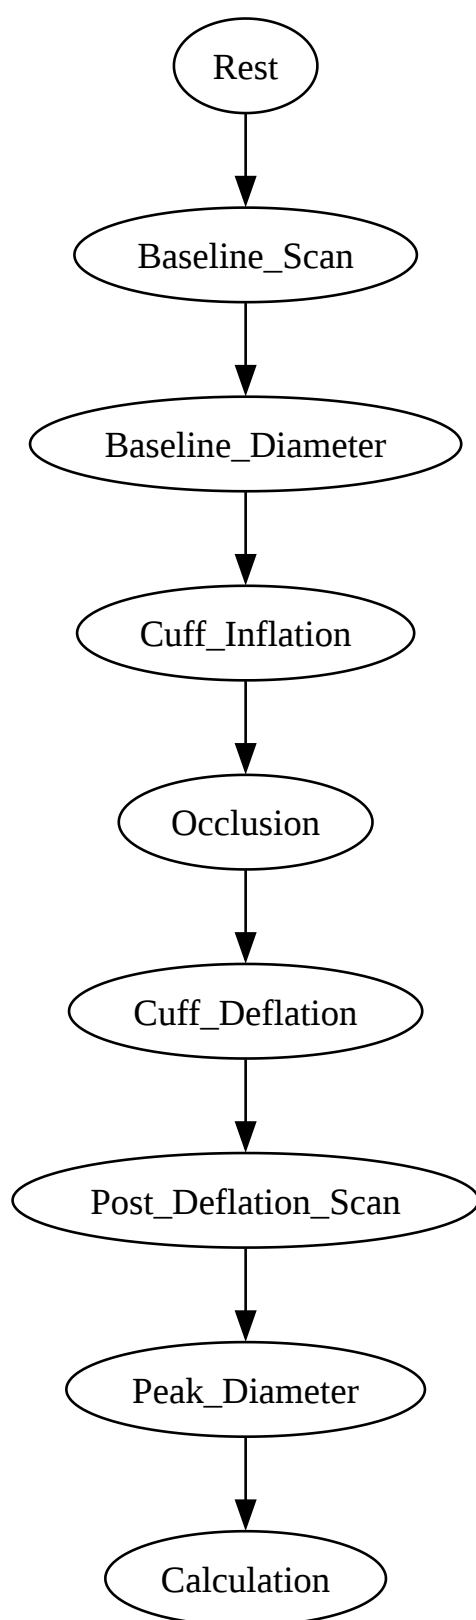 Rest
Baseline_Scan
Baseline_Diameter
Cuff_Inflation
Occlusion
Cuff_Deflation
Post_Deflation_Scan
Peak_Diameter
Calculation